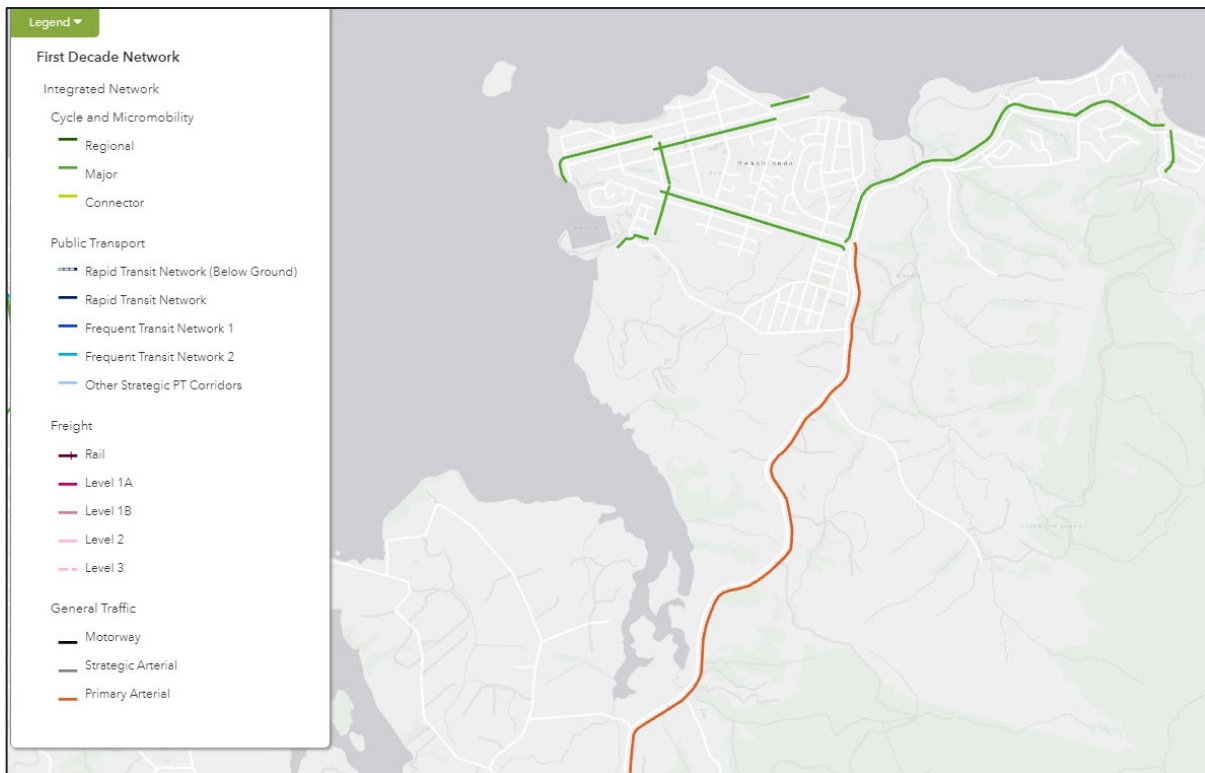 Legend
First Decade Network
Integrated Network
Cycle and Micromobility
Regional
Major
Connector
Public Transport
Rapid Transit Network (Below Ground)
Rapid Transit Network
Frequent Transit Network 1
Frequent Transit Network 2
Other Strategic PT Corridors
Freight
Rail
Level 1A
Level 1B
Level 2
Level 3
General Traffic
Motorway
Strategic Arterial
Primary Arterial
Beachlands